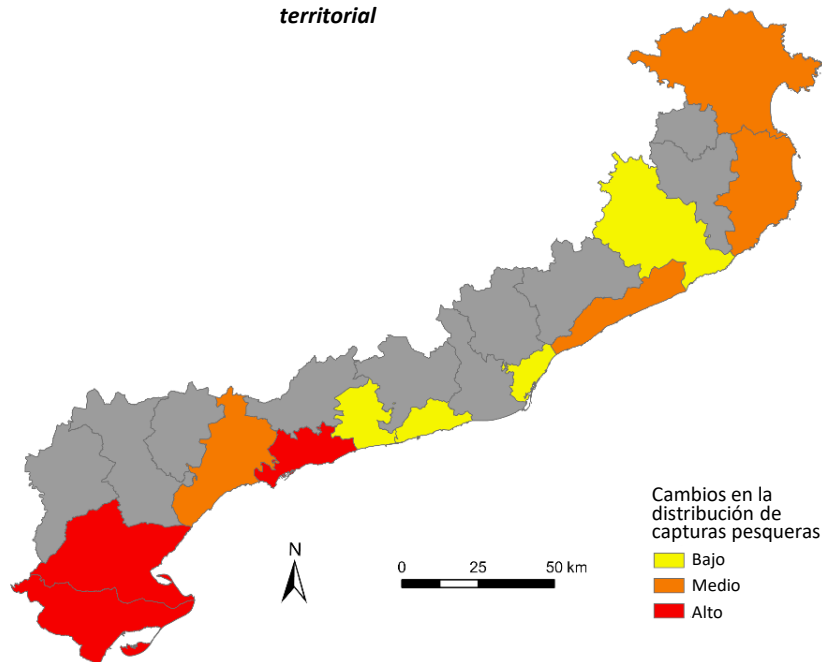 territorial
Cambios en la
distribución de
capturas pesqueras
Bajo
Medio
Alto
N
0 25 50 km